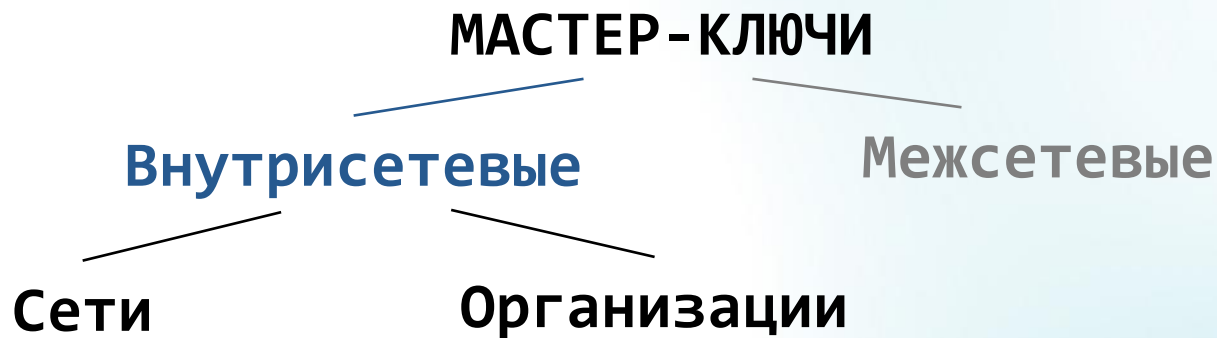 МАСТЕР-КЛЮЧИ
Внутрисетевые Межсетевые
Сети Организации